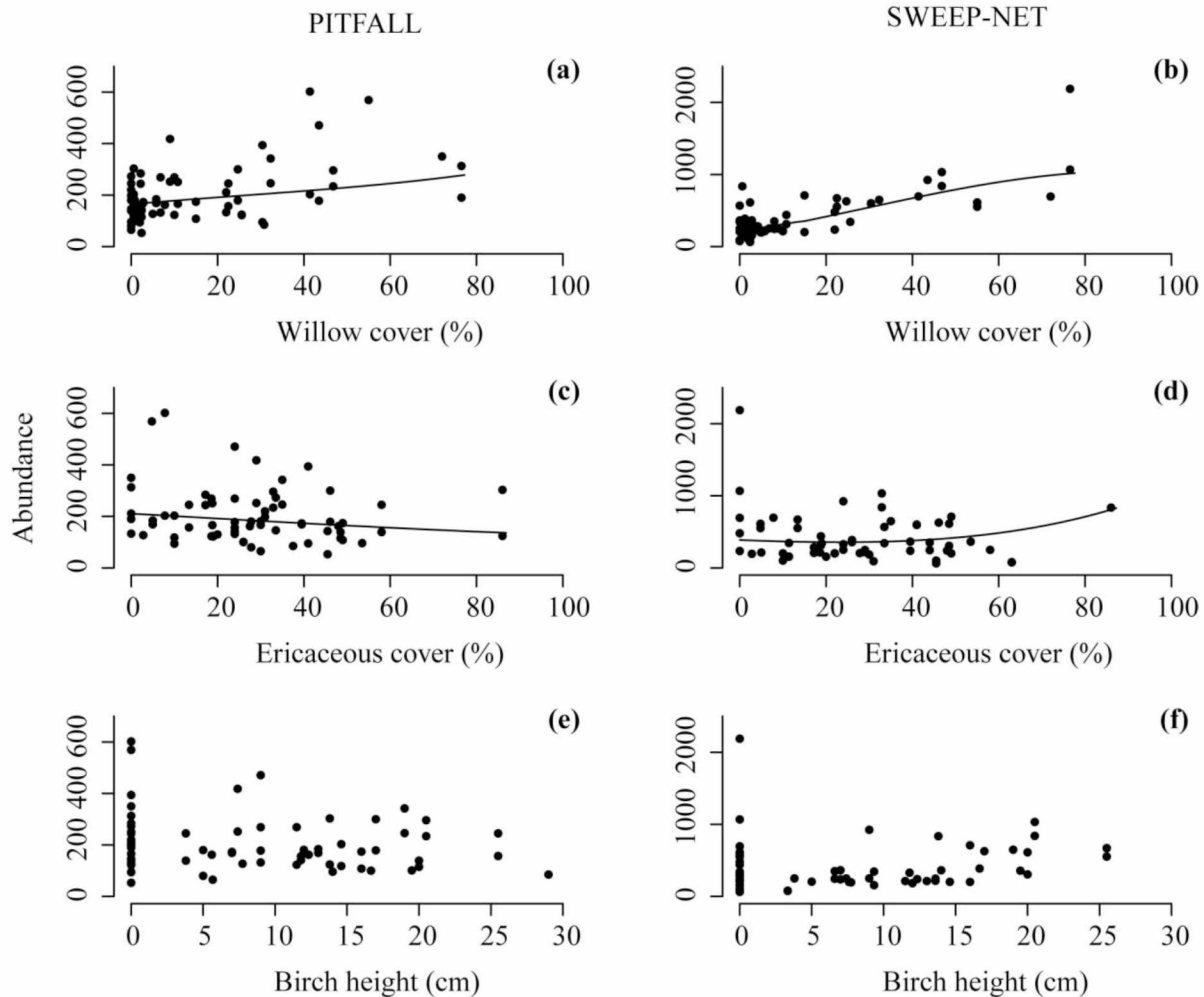 PITFALL
SWEEP-NET
(a)
0 200 400 600
0 20 40 60 80 100
Willow cover (%)
(b)
0 1000 2000
0 20 40 60 80 100
Willow cover (%)
Abundance
(c)
0 200 400 600
0 20 40 60 80 100
Ericaceous cover (%)
(d)
0 1000 2000
0 20 40 60 80 100
Ericaceous cover (%)
(e)
0 200 400 600
0 5 10 15 20 25 30
Birch height (cm)
(f)
0 1000 2000
0 5 10 15 20 25 30
Birch height (cm)